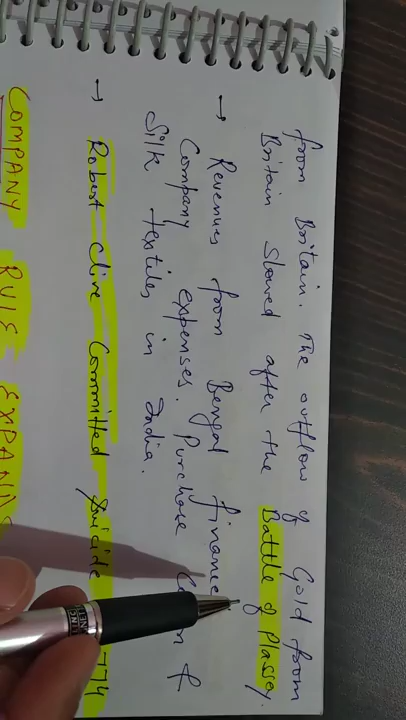 from Britain. The outflow of Gold from
Britain slowed after the Battle of Plassey.
→ Revenues from Bengal finance
Company expenses. Purchase &
Silk textiles in India.
→ Robert Clive Committed Suicide
COMPANY RULE EXPAND